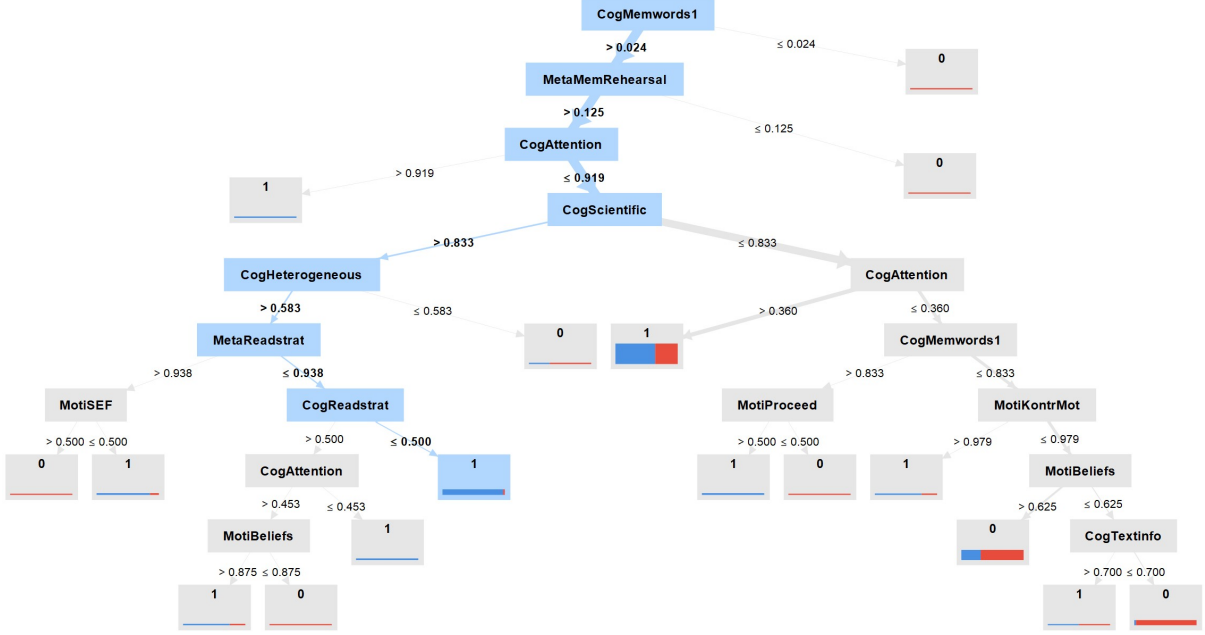 CogMemwords1
> 0.024
≤ 0.024
0
MetaMemRehearsal
> 0.125
≤ 0.125
0
CogAttention
> 0.919
≤ 0.919
1
CogScientific
> 0.833
≤ 0.833
CogHeterogeneous
CogAttention
> 0.583
≤ 0.583
> 0.360
≤ 0.360
0
1
MetaReadstrat
CogMemwords1
> 0.938
≤ 0.938
> 0.833
≤ 0.833
MotiSEF
CogReadstrat
MotiProceed
MotiKontrMot
> 0.500 ≤ 0.500
> 0.500
≤ 0.500
> 0.500 ≤ 0.500
> 0.979
≤ 0.979
0
1
CogAttention
1
1
0
1
MotiBeliefs
> 0.453
≤ 0.453
> 0.625
≤ 0.625
MotiBeliefs
1
0
CogTextinfo
> 0.875 ≤ 0.875
> 0.700 ≤ 0.700
1
0
1
0